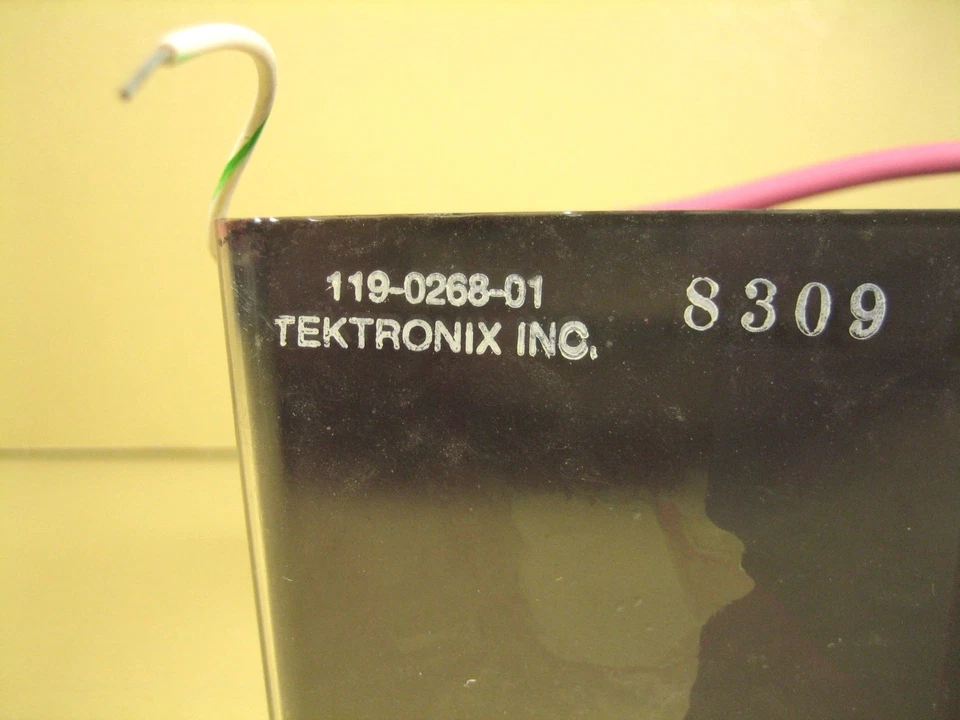 119-0268-01
TEKTRONIX INC.
8309